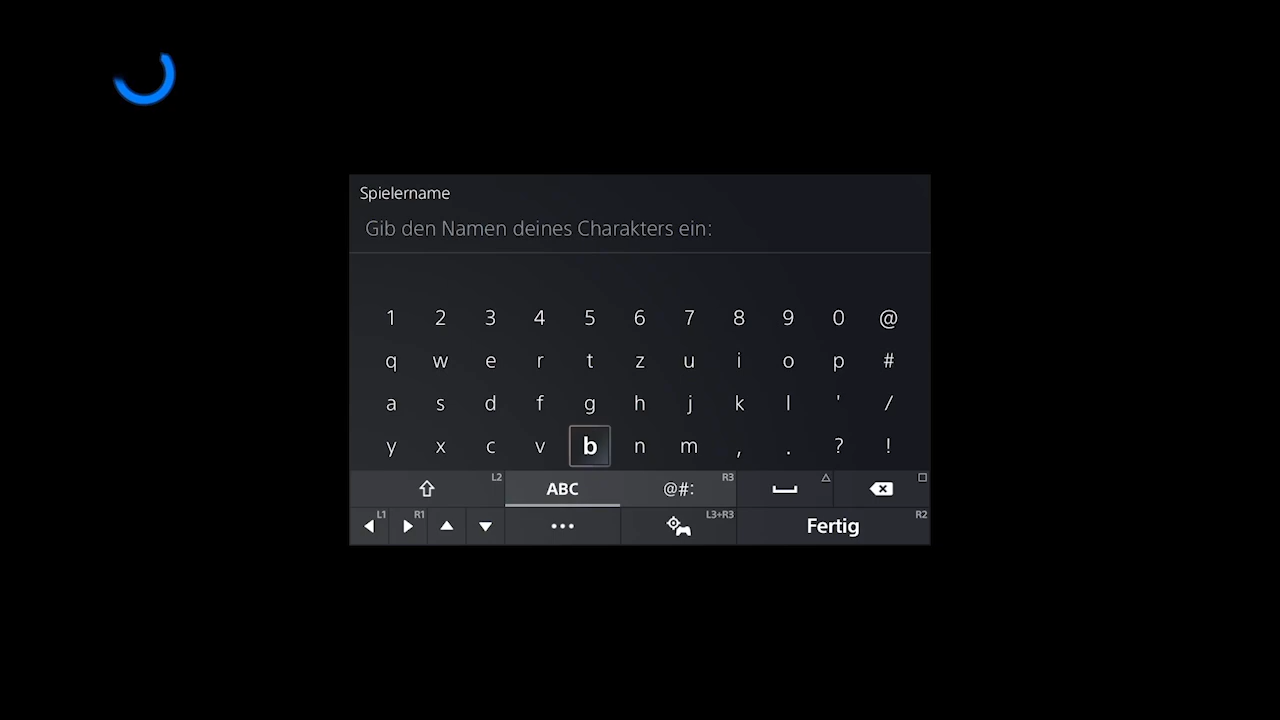 Spielername
Gib den Namen deines Charakters ein:
1 2 3 4 5 6 7 8 9 0 @
q w e r t z u i o p #
a s d f g h j k l ' /
y x c v b n m , . ? !
L2 ABC @#: R3
L1 R1 ... L3+R3 Fertig R2